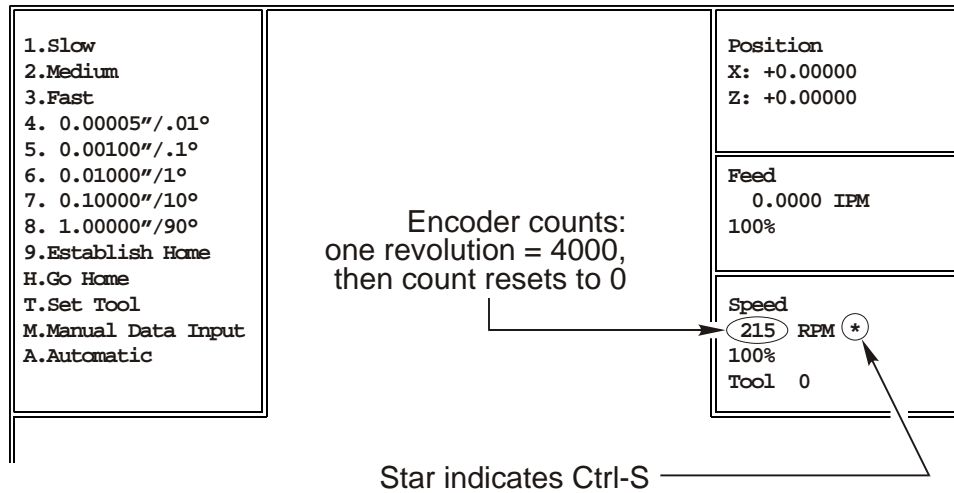 1.Slow
2.Medium
3.Fast
4. 0.00005"/.01°
5. 0.00100"/.1°
6. 0.01000"/1°
7. 0.10000"/10°
8. 1.00000"/90°
9.Establish Home
H.Go Home
T.Set Tool
M.Manual Data Input
A.Automatic
Encoder counts:
one revolution = 4000,
then count resets to 0
Position
X: +0.00000
Z: +0.00000
Feed
0.0000 IPM
100%
Speed
215 RPM *
100%
Tool 0
Star indicates Ctrl-S